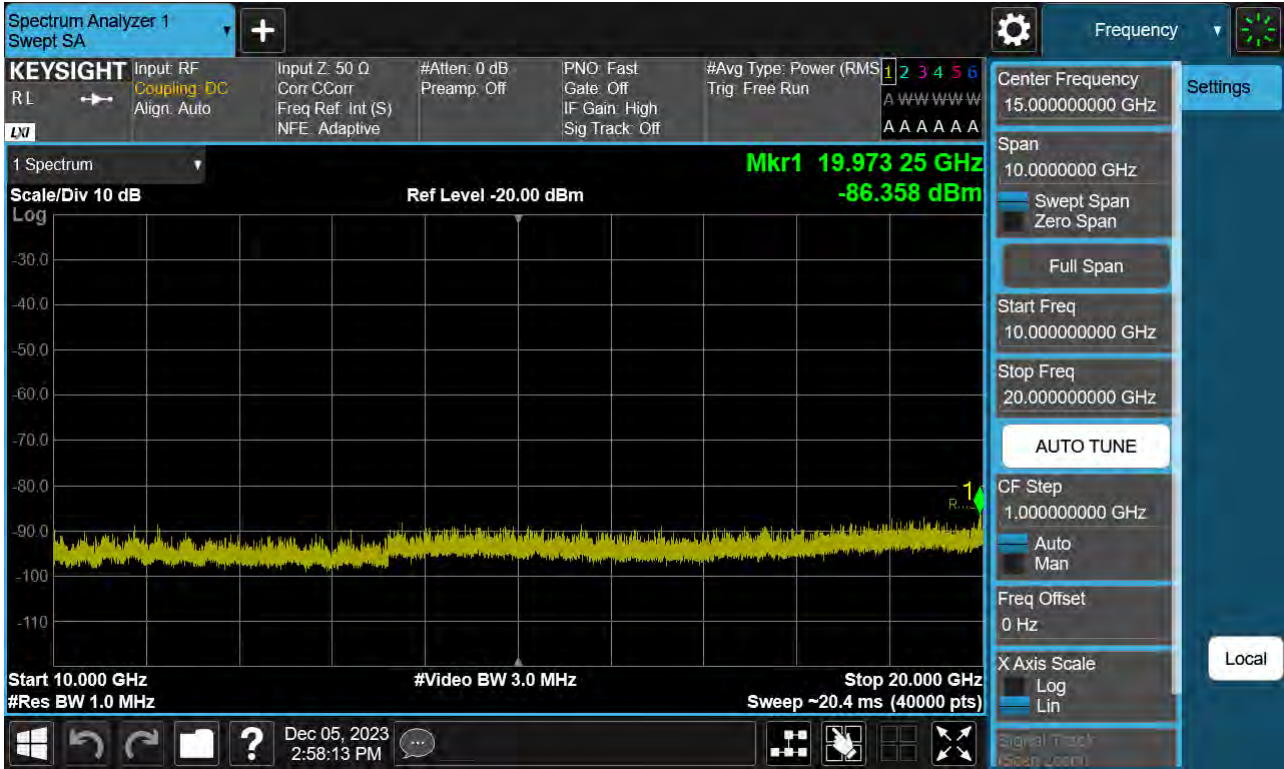 Spectrum Analyzer 1
Swept SA
Frequency
KEYSIGHT
R L
LXI
Input: RF
Coupling: DC
Align: Auto
Input Z: 50 Ω
Corr CCorr
Freq Ref: Int (S)
NFE: Adaptive
#Atten: 0 dB
Preamp: Off
PNO: Fast
Gate: Off
IF Gain: High
Sig Track: Off
#Avg Type: Power (RMS
Trig: Free Run
1 2 3 4 5 6
A W W W W W
A A A A A A
1 Spectrum
Mkr1 19.973 25 GHz
Scale/Div 10 dB
Ref Level -20.00 dBm
-86.358 dBm
Log
-30.0
-40.0
-50.0
-60.0
-70.0
-80.0
-90.0
-100
-110
1
R...
Start 10.000 GHz
#Video BW 3.0 MHz
Stop 20.000 GHz
#Res BW 1.0 MHz
Sweep ~20.4 ms (40000 pts)
Dec 05, 2023
2:58:13 PM
Center Frequency
15.000000000 GHz
Span
10.0000000 GHz
Swept Span
Zero Span
Full Span
Start Freq
10.000000000 GHz
Stop Freq
20.000000000 GHz
AUTO TUNE
CF Step
1.000000000 GHz
Auto
Man
Freq Offset
0 Hz
X Axis Scale
Log
Lin
Signal Track
(Span Zoom)
Settings
Local